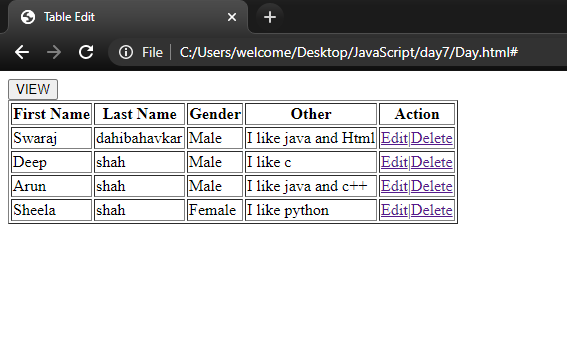 Table Edit
File C:/Users/welcome/Desktop/JavaScript/day7/Day.html#
VIEW
First Name Last Name Gender Other Action
Swaraj dahibahavkar Male I like java and Html Edit|Delete
Deep shah Male I like c Edit|Delete
Arun shah Male I like java and c++ Edit|Delete
Sheela shah Female I like python Edit|Delete